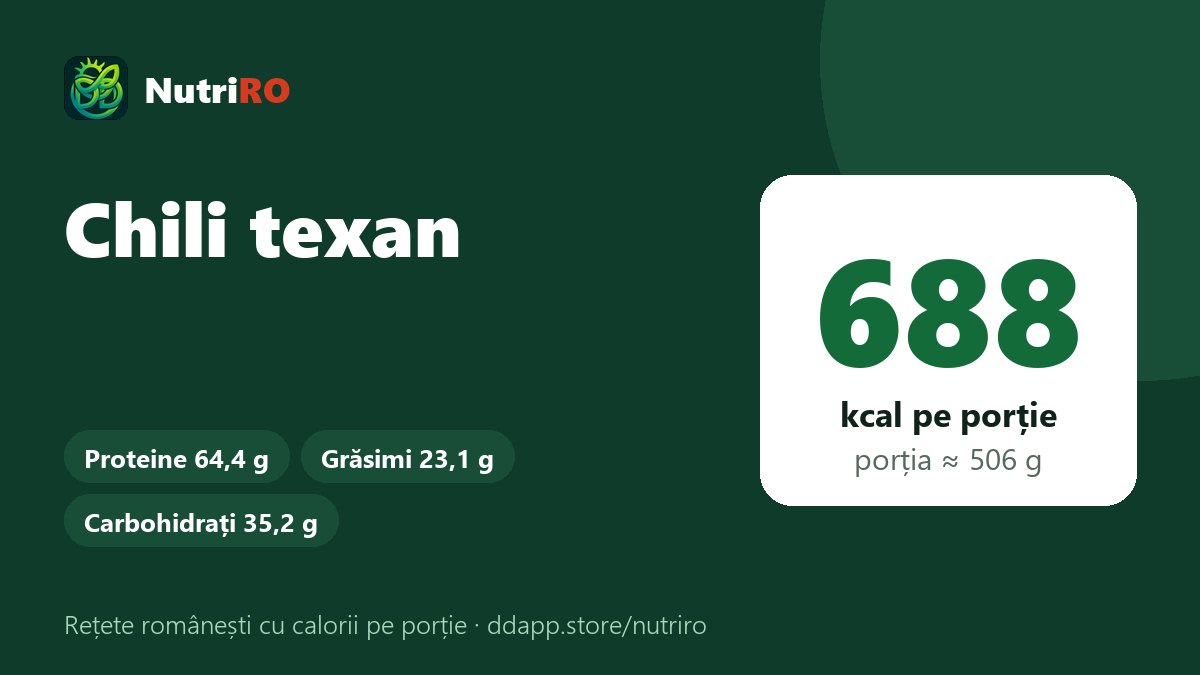 NutriRO
Chili texan
688
kcal pe porție
porția ≈ 506 g
Proteine 64,4 g
Grăsimi 23,1 g
Carbohidrați 35,2 g
Rețete românești cu calorii pe porție · ddapp.store/nutriro